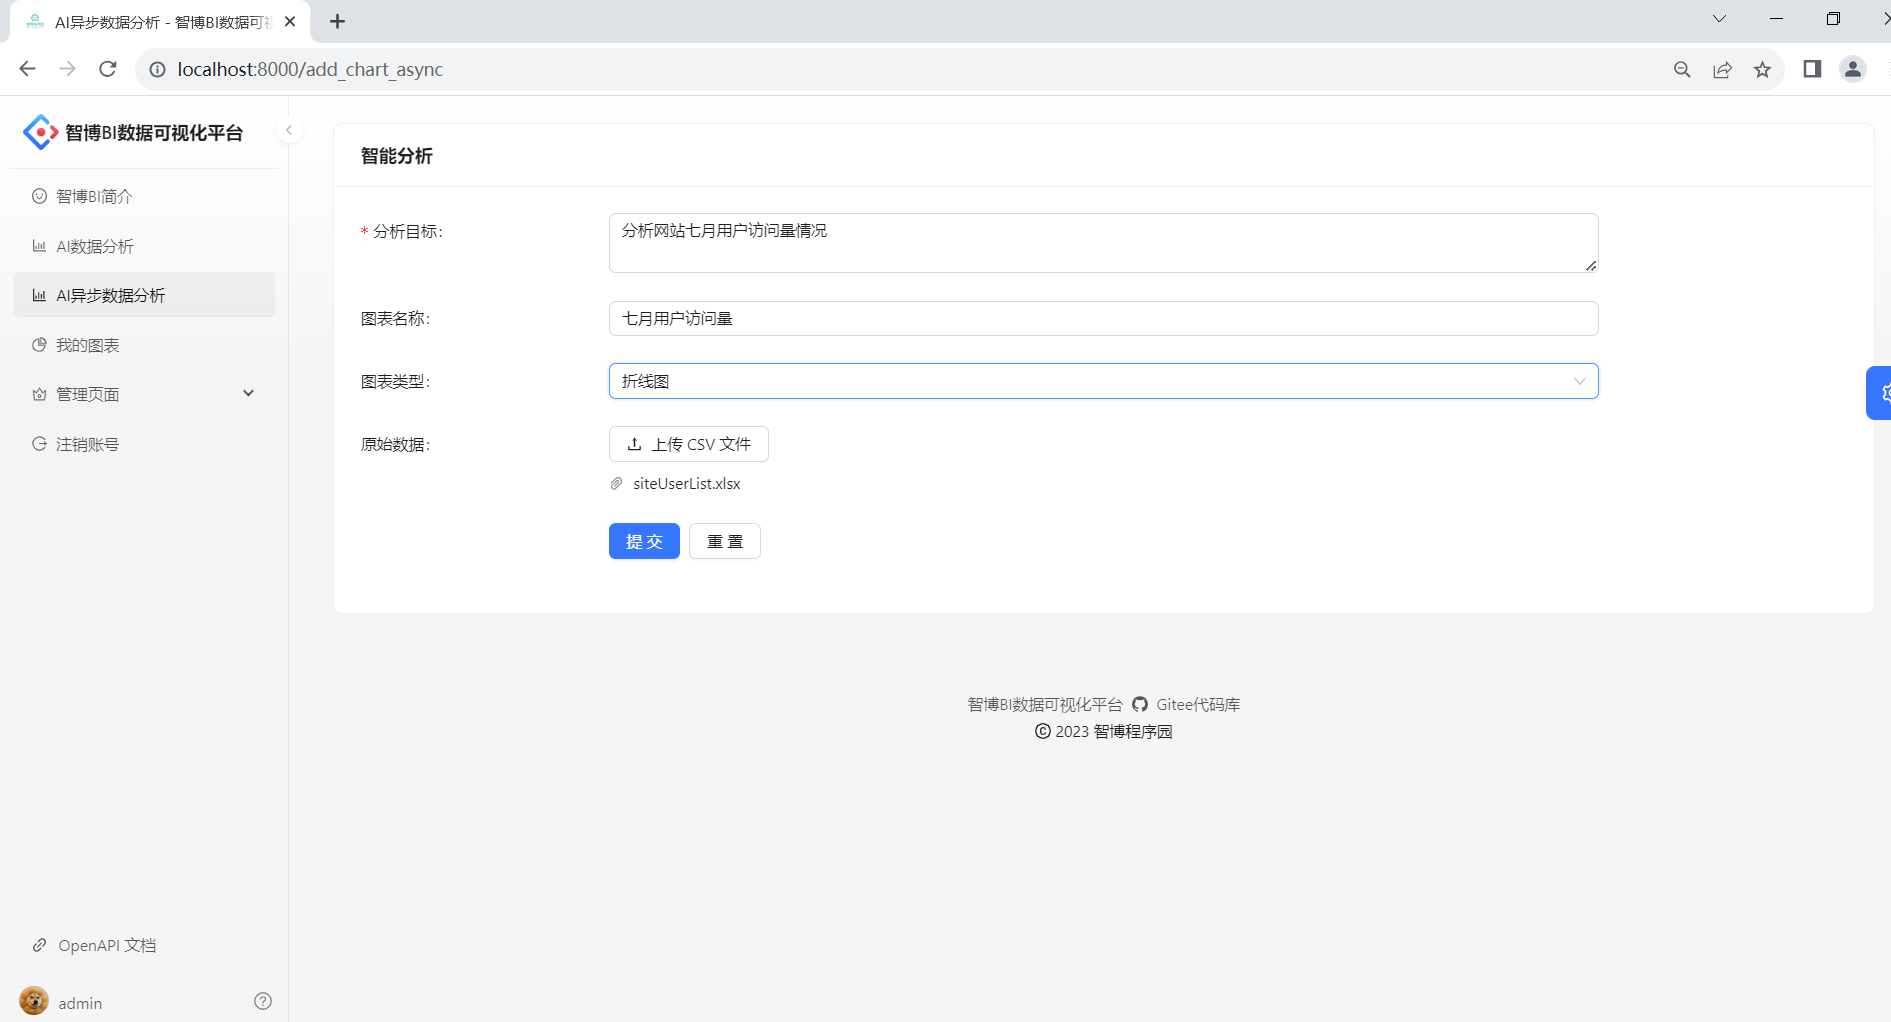 AI异步数据分析 - 智博BI数据可视
localhost:8000/add_chart_async
智博BI数据可视化平台
智博BI简介
AI数据分析
AI异步数据分析
我的图表
管理页面
注销账号
OpenAPI 文档
admin
智能分析
* 分析目标:
分析网站七月用户访问量情况
图表名称:
七月用户访问量
图表类型:
折线图
原始数据:
上传 CSV 文件
siteUserList.xlsx
提 交
重 置
智博BI数据可视化平台 Gitee代码库
© 2023 智博程序园